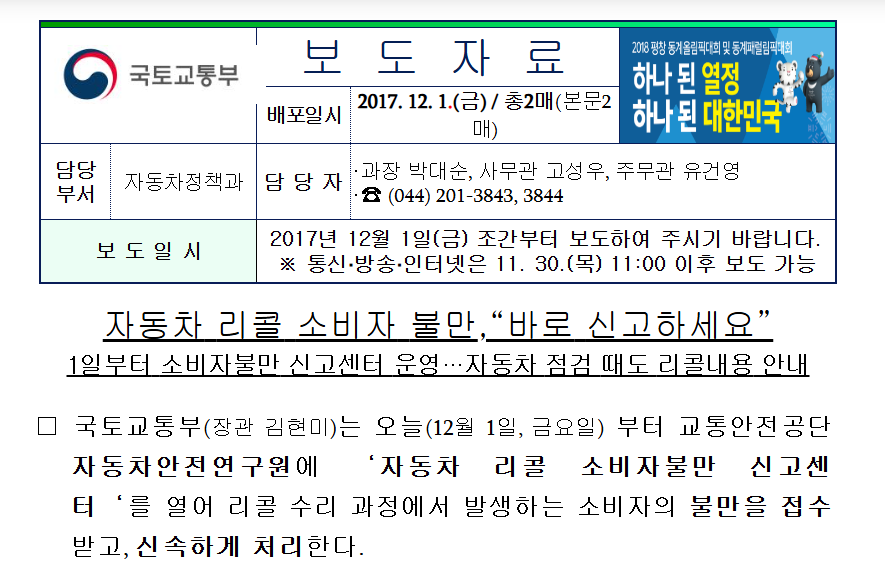 국토교통부
보 도 자 료
2018 평창 동계올림픽대회 및 동계패럴림픽대회
하나 된 열정
하나 된 대한민국
배포일시
2017. 12. 1.(금) / 총2매(본문2
매)
담당
부서
자동차정책과
담 당 자
·과장 박대순, 사무관 고성우, 주무관 유건영
·☎ (044) 201-3843, 3844
보 도 일 시
2017년 12월 1일(금) 조간부터 보도하여 주시기 바랍니다.
※ 통신·방송·인터넷은 11. 30.(목) 11:00 이후 보도 가능
자동차 리콜 소비자 불만,“바로 신고하세요”
1일부터 소비자불만 신고센터 운영…자동차 점검 때도 리콜내용 안내
□ 국토교통부(장관 김현미)는 오늘(12월 1일, 금요일) 부터 교통안전공단
자동차안전연구원에 ‘자동차 리콜 소비자불만 신고센
터 ‘를 열어 리콜 수리 과정에서 발생하는 소비자의 불만을 접수
받고, 신속하게 처리한다.